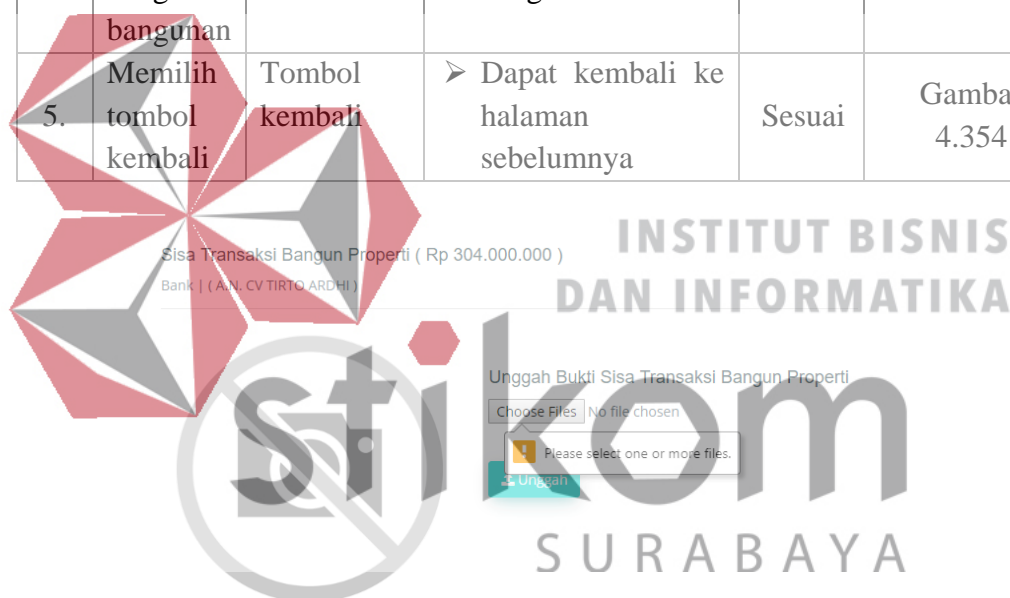 bangunan
5. Memilih tombol kembali Tombol kembali ➢ Dapat kembali ke halaman sebelumnya Sesuai 4.354
INSTITUT BISNIS
DAN INFORMATIKA
Sisa Transaksi Bangun Properti ( Rp 304.000.000 )
Bank | ( A.N. CV TIRTO ARDHI )
stikom
SURABAYA
Unggah Bukti Sisa Transaksi Bangun Properti
Choose Files No file chosen
Please select one or more files.
Unggah